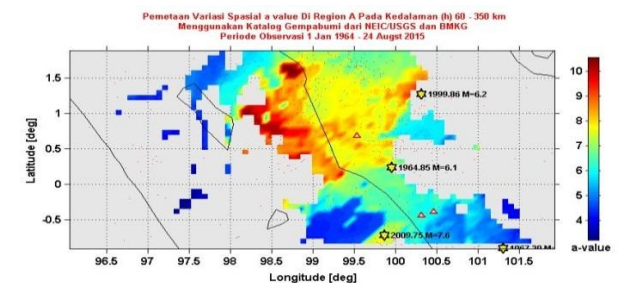 Pemetaan Variasi Spasial a value Di Region A Pada Kedalaman (h) 60 - 350 km
Menggunakan Katalog Gempabumi dari NEIC/USGS dan BMKG
Periode Observasi 1 Jan 1964 - 24 Augst 2015
Latitude [deg]
1.5
1
0.5
0
-0.5
1999.86 M=6.2
1964.85 M=6.1
2009.75 M=7.6
96.5 97 97.5 98 98.5 99 99.5 100 100.5 101 101.5
Longitude [deg]
10
9
8
7
6
5
4
a-value